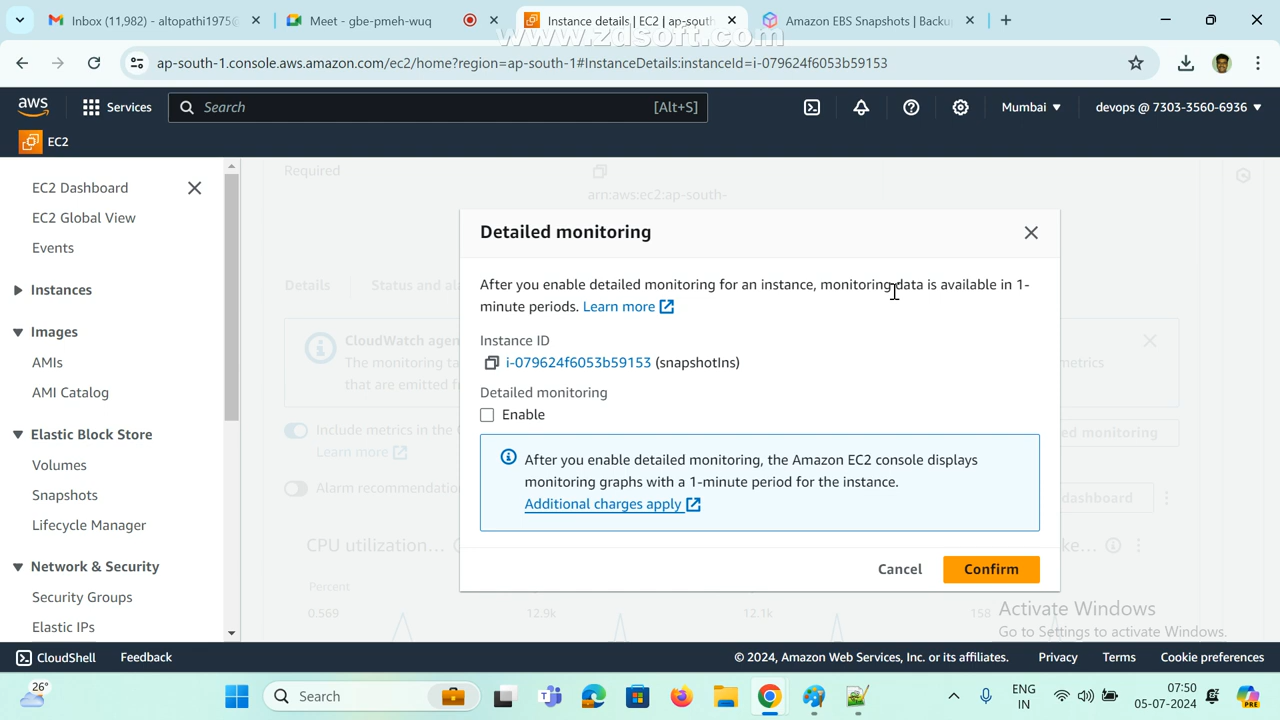 Inbox (11,982) - altopathi1975@
Meet - gbe-pmeh-wuq
Instance details | EC2 | ap-south
Amazon EBS Snapshots | Backup
www.zdsoft.com
ap-south-1.console.aws.amazon.com/ec2/home?region=ap-south-1#InstanceDetails:instanceId=i-079624f6053b59153
aws
Services
Search
[Alt+S]
Mumbai
devops @ 7303-3560-6936
EC2
EC2 Dashboard
EC2 Global View
Events
Instances
Images
AMIs
AMI Catalog
Elastic Block Store
Volumes
Snapshots
Lifecycle Manager
Network & Security
Security Groups
Elastic IPs
Required
arn:aws:ec2:ap-south-
Details
Status and ala
CloudWatch agen
The monitoring ta
that are emitted f
metrics
Include metrics in the C
Learn more
ed monitoring
Alarm recommendatio
dashboard
CPU utilization...
ke...
Percent
0.569
12.9k
12.1k
158
Detailed monitoring
After you enable detailed monitoring for an instance, monitoring data is available in 1-
minute periods. Learn more
Instance ID
i-079624f6053b59153 (snapshotIns)
Detailed monitoring
Enable
After you enable detailed monitoring, the Amazon EC2 console displays
monitoring graphs with a 1-minute period for the instance.
Additional charges apply
Cancel
Confirm
Activate Windows
Go to Settings to activate Windows.
CloudShell
Feedback
© 2024, Amazon Web Services, Inc. or its affiliates.
Privacy
Terms
Cookie preferences
26°
Search
ENG
IN
07:50
05-07-2024
PRE